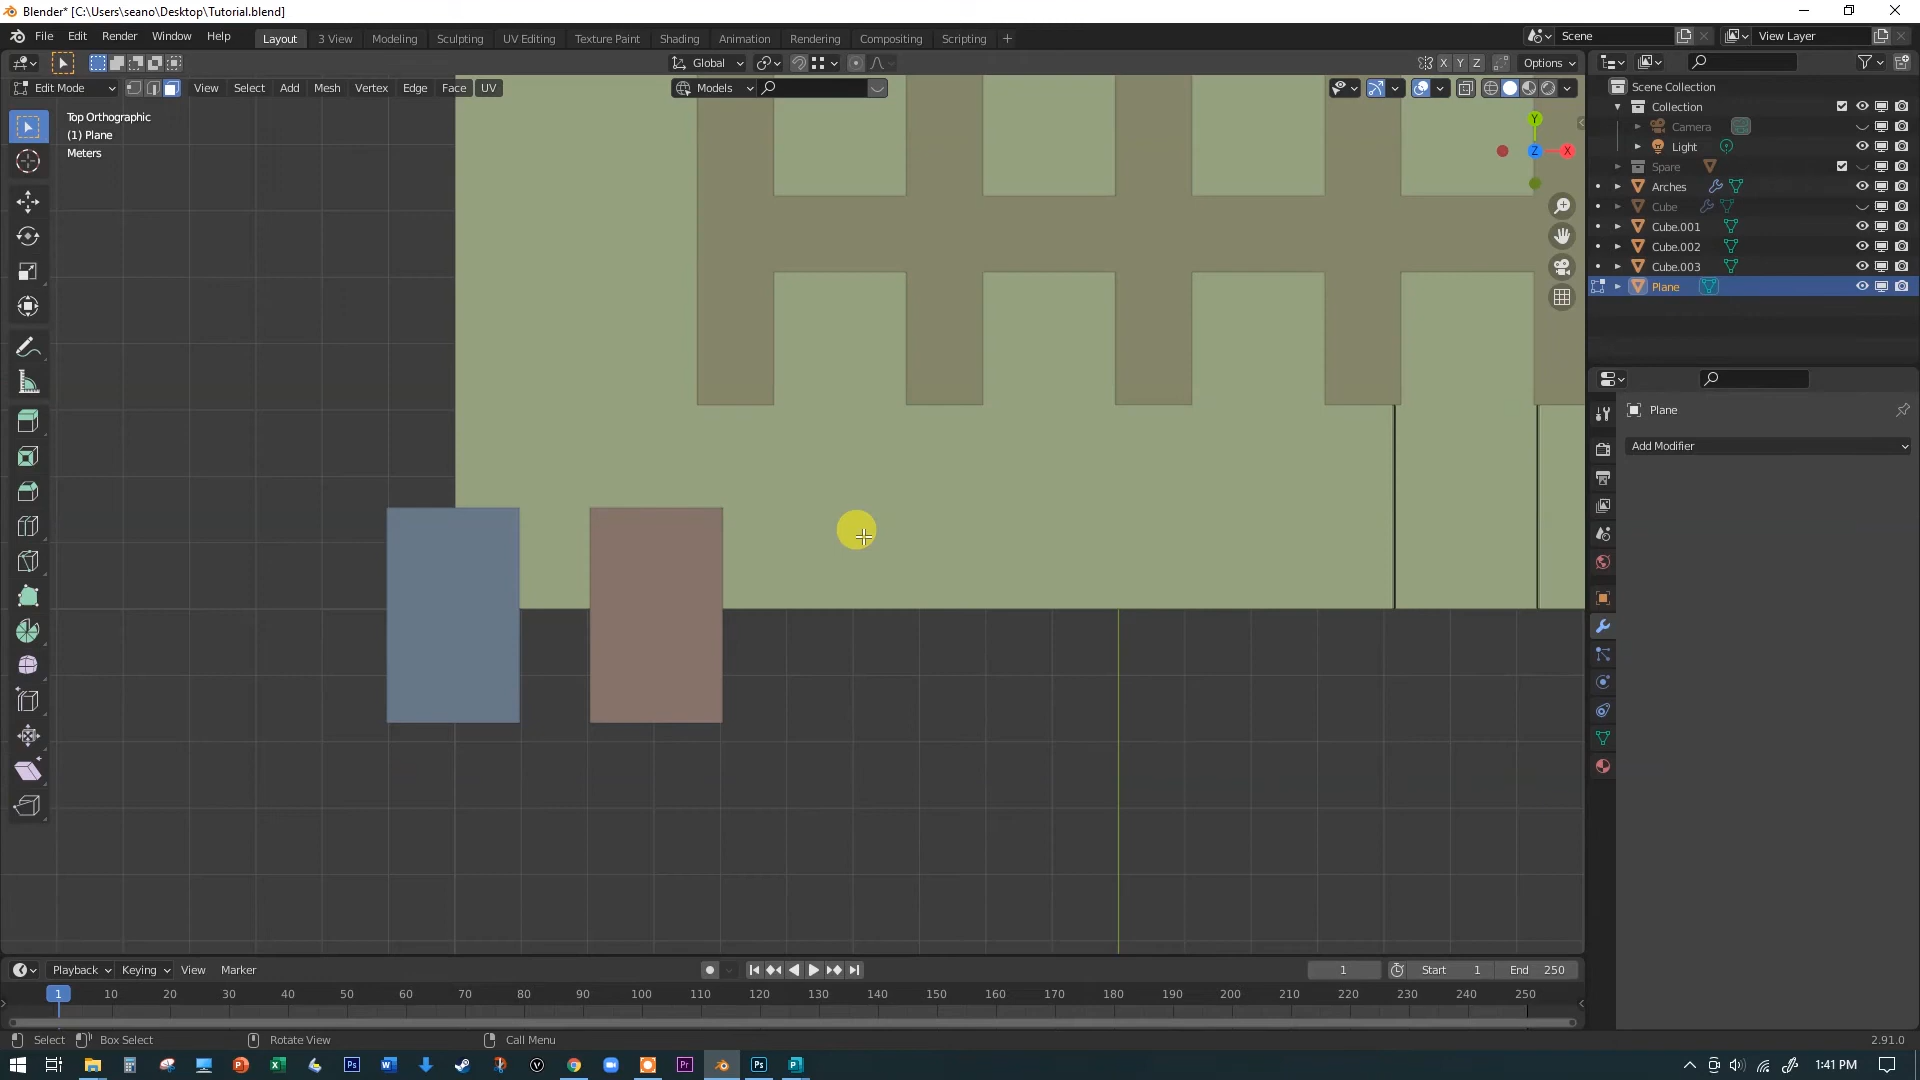 Blender* [C:\Users\seano\Desktop\Tutorial.blend]
File Edit Render Window Help Layout 3 View Modeling Sculpting UV Editing Texture Paint Shading Animation Rendering Compositing Scripting + Scene View Layer
Global X Y Z Options
Edit Mode View Select Add Mesh Vertex Edge Face UV Models
Top Orthographic
(1) Plane
Meters
Y
Z
X
Scene Collection
Collection
Camera
Light
Spare
Arches
Cube
Cube.001
Cube.002
Cube.003
Plane
Plane
Add Modifier
Playback Keying View Marker 1 Start 1 End 250
1 10 20 30 40 50 60 70 80 90 100 110 120 130 140 150 160 170 180 190 200 210 220 230 240 250
Select Box Select Rotate View Call Menu 2.91.0
1:41 PM